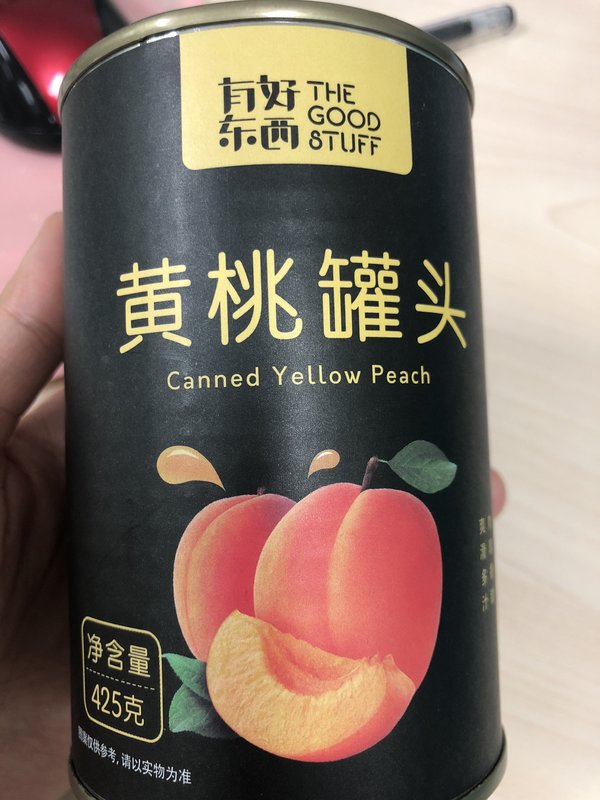 有好 THE
东西 GOOD
STUFF
黄桃罐头
Canned Yellow Peach
净含量
425克
图案仅供参考,请以实物为准